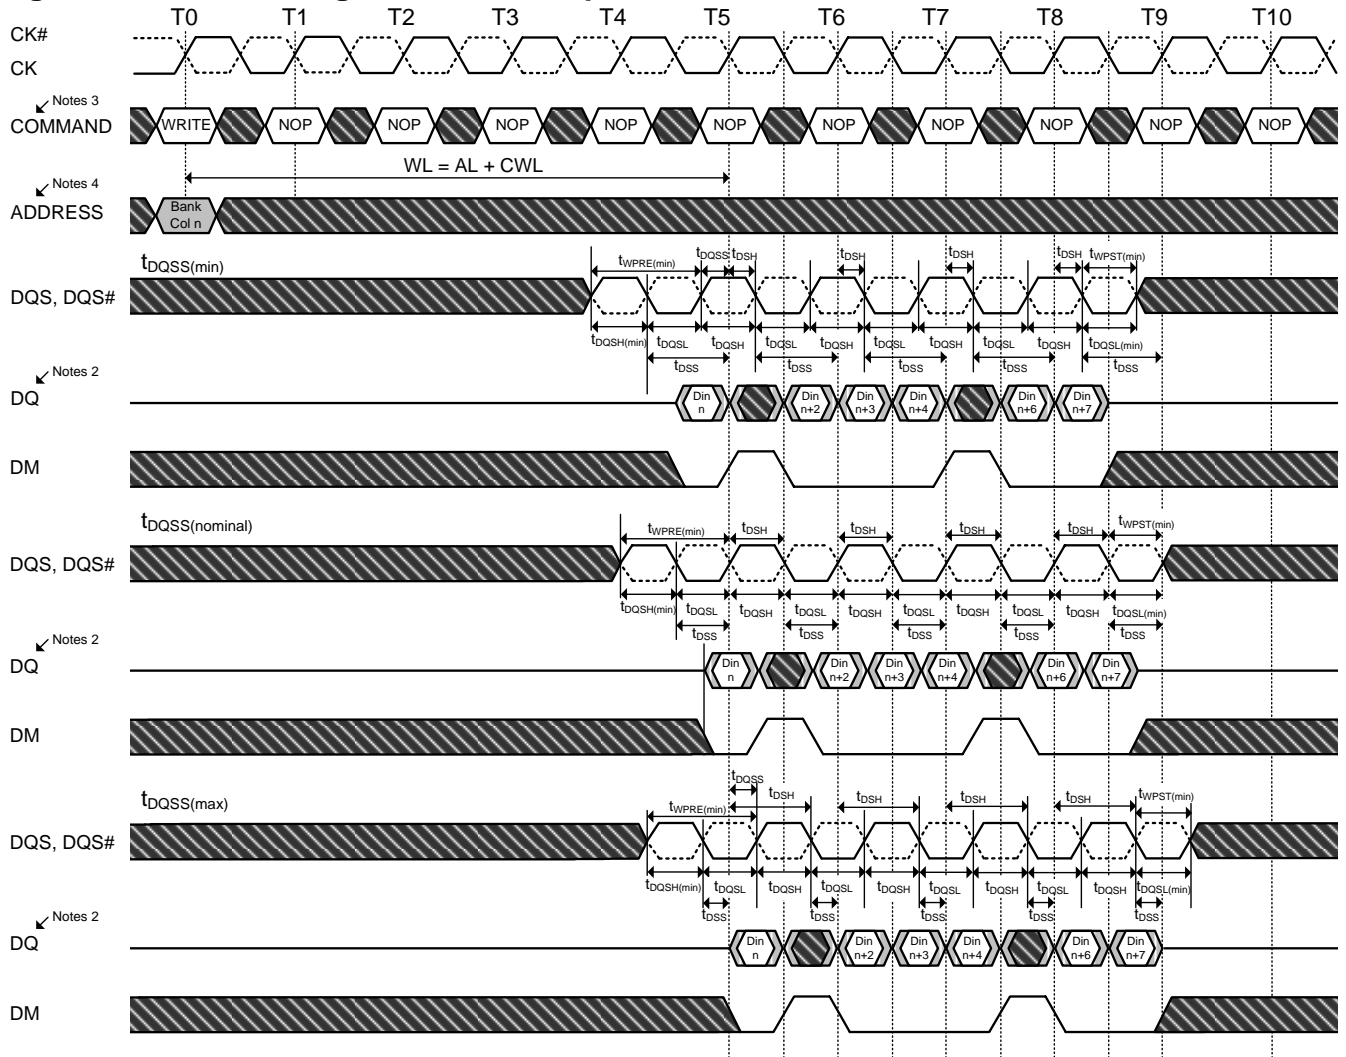 T0 T1 T2 T3 T4 T5 T6 T7 T8 T9 T10
CK#
CK
Notes 3
COMMAND WRITE NOP NOP NOP NOP NOP NOP NOP NOP NOP NOP
WL = AL + CWL
Notes 4
ADDRESS
Bank
Col n
tDQSS(min)
tWPRE(min) tDQSS tDSH tDSH tDSH tDSH tWPST(min)
DQS, DQS#
tDQSH(min) tDQSL tDQSH tDQSL tDQSH tDQSL tDQSH tDQSL tDQSH tDQSL(min)
tDSS tDSS tDSS tDSS tDSS
Notes 2
DQ
Din n Din n+2 Din n+3 Din n+4 Din n+6 Din n+7
DM
tDQSS(nominal)
tWPRE(min) tDSH tDSH tDSH tDSH tWPST(min)
DQS, DQS#
tDQSH(min) tDQSL tDQSH tDQSL tDQSH tDQSL tDQSH tDQSL tDQSH tDQSL(min)
tDSS tDSS tDSS tDSS tDSS
Notes 2
DQ
Din n Din n+2 Din n+3 Din n+4 Din n+6 Din n+7
DM
tDQSS
tDQSS(max)
tWPRE(min) tDSH tDSH tDSH tDSH tWPST(min)
DQS, DQS#
tDQSH(min) tDQSL tDQSH tDQSL tDQSH tDQSL tDQSH tDQSL tDQSH tDQSL(min)
tDSS tDSS tDSS tDSS tDSS
Notes 2
DQ
Din n Din n+2 Din n+3 Din n+4 Din n+6 Din n+7
DM